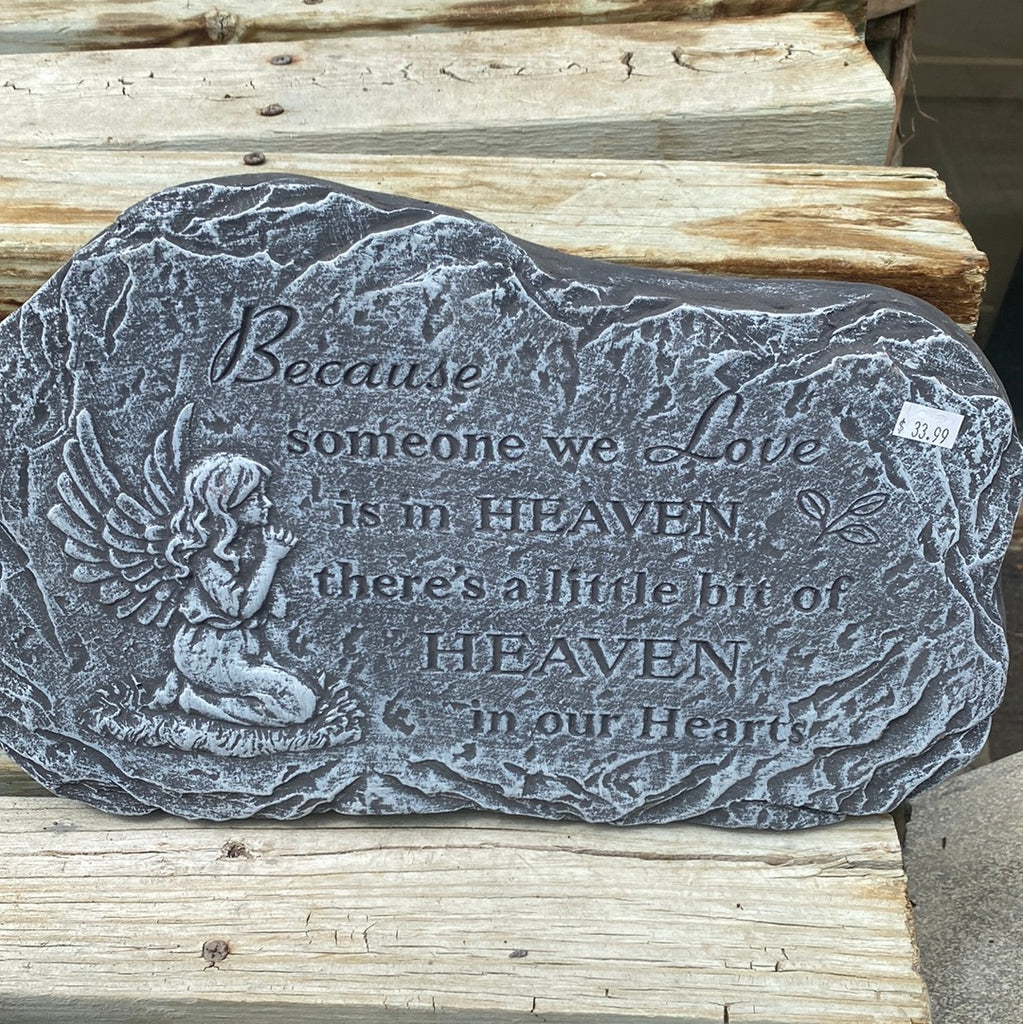 Because
someone we Love
$ 33.99
is in HEAVEN,
there's a little bit of
HEAVEN
in our Hearts